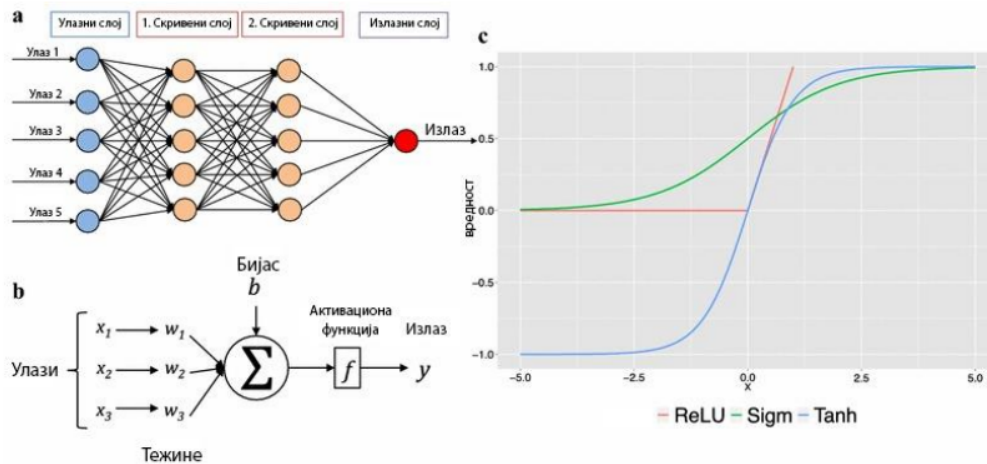 a
Улазни слој
1. Скривени слој
2. Скривени слој
Излазни слој
Улаз 1
Улаз 2
Улаз 3
Улаз 4
Улаз 5
Излаз
b
Бијас
b
Активациона
функција
Излаз
Улази
x₁ w₁
x₂ w₂
x₃ w₃
Σ
f
y
Тежине
c
вредност
1.0
0.5
0.0
−0.5
−1.0
−5.0 −2.5 0.0 2.5 5.0
x
ReLU Sigm Tanh